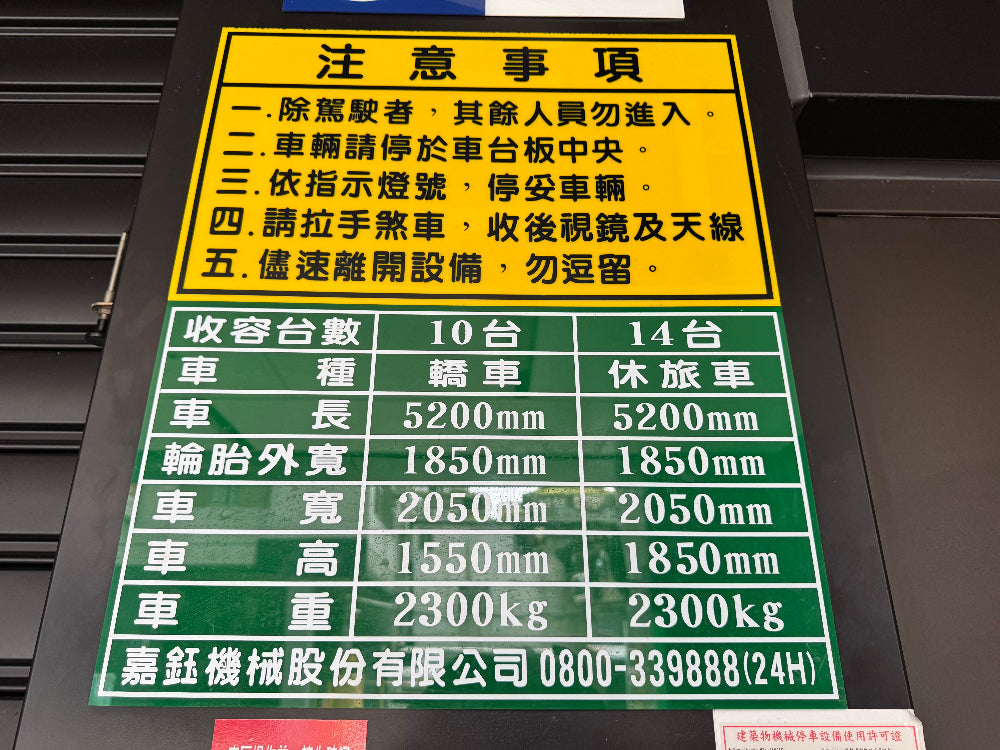 注意事項
一.除駕駛者，其餘人員勿進入。
二.車輛請停於車台板中央。
三.依指示燈號，停妥車輛。
四.請拉手煞車，收後視鏡及天線
五.儘速離開設備，勿逗留。
收容台數 10台 14台
車種 轎車 休旅車
車長 5200mm 5200mm
輪胎外寬 1850mm 1850mm
車寬 2050mm 2050mm
車高 1550mm 1850mm
車重 2300kg 2300kg
嘉鈺機械股份有限公司 0800-339888(24H)
建築物機械停車設備使用許可證